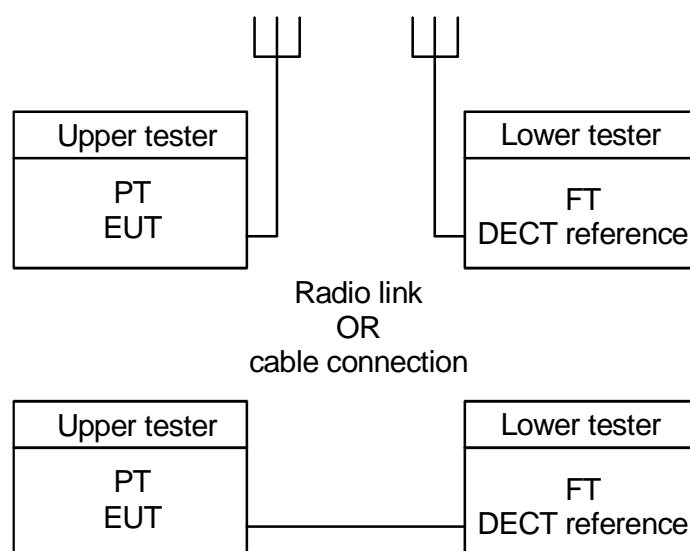 Upper tester
PT
EUT
Lower tester
FT
DECT reference
Radio link
OR
cable connection
Upper tester
PT
EUT
Lower tester
FT
DECT reference